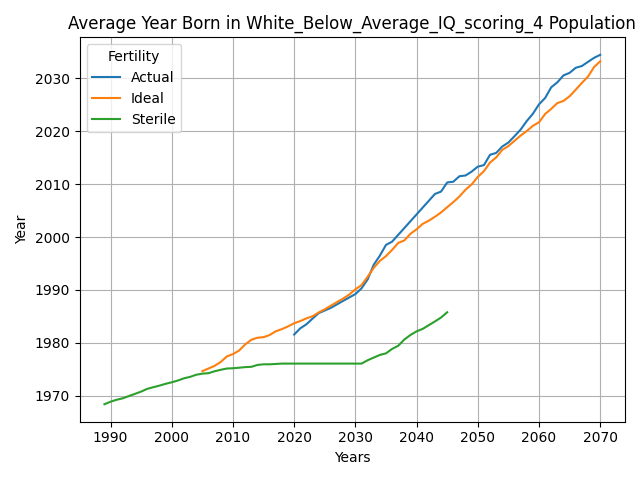 Average Year Born in White_Below_Average_IQ_scoring_4 Population
Fertility
Actual
Ideal
Sterile
Year
2030
2020
2010
2000
1990
1980
1970
1990 2000 2010 2020 2030 2040 2050 2060 2070
Years